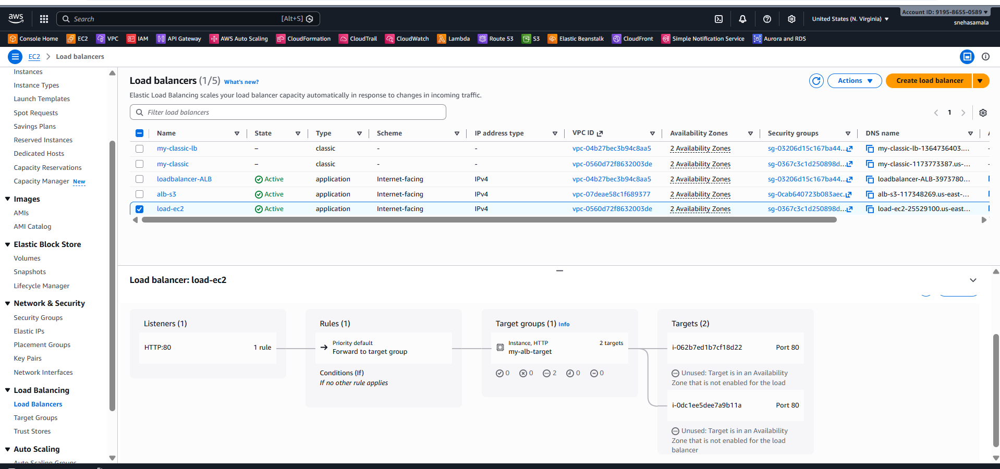 aws
Search [Alt+S]
Account ID: 9195-8655-0589
United States (N. Virginia)
snehasamala
Console Home EC2 VPC IAM API Gateway AWS Auto Scaling CloudFormation CloudTrail CloudWatch Lambda Route 53 S3 Elastic Beanstalk CloudFront Simple Notification Service Aurora and RDS
EC2 Load balancers
Instances
Instance Types
Launch Templates
Spot Requests
Savings Plans
Reserved Instances
Dedicated Hosts
Capacity Reservations
Capacity Manager New
Images
AMIs
AMI Catalog
Elastic Block Store
Volumes
Snapshots
Lifecycle Manager
Network & Security
Security Groups
Elastic IPs
Placement Groups
Key Pairs
Network Interfaces
Load Balancing
Load Balancers
Target Groups
Trust Stores
Auto Scaling
Auto Scaling Groups
Load balancers (1/5) What's new?
Actions Create load balancer
Elastic Load Balancing scales your load balancer capacity automatically in response to changes in incoming traffic.
Filter load balancers
1
Name State Type Scheme IP address type VPC ID Availability Zones Security groups DNS name
my-classic-lb – classic - - vpc-04b27bec3b94c8aa5 2 Availability Zones sg-03206d15c167ba44... my-classic-lb-1364736403....
my-classic – classic - - vpc-0560d72f8632003de 2 Availability Zones sg-0367c3c1d250898d... my-classic-1173773387.us-...
loadbalancer-ALB Active application Internet-facing IPv4 vpc-04b27bec3b94c8aa5 2 Availability Zones sg-03206d15c167ba44... loadbalancer-ALB-3973780...
alb-s3 Active application Internet-facing IPv4 vpc-07deae58c1f689377 2 Availability Zones sg-0cab640723b083aec... alb-s3-117348269.us-east-...
load-ec2 Active application Internet-facing IPv4 vpc-0560d72f8632003de 2 Availability Zones sg-0367c3c1d250898d... load-ec2-25529100.us-east...
Load balancer: load-ec2
Listeners (1)
HTTP:80 1 rule
Rules (1)
Priority default
Forward to target group
Conditions (If)
If no other rule applies
Target groups (1) Info
Instance, HTTP 2 targets
my-alb-target
0 0 2 0 0
Targets (2)
i-062b7ed1b7cf18d22 Port 80
Unused: Target is in an Availability
Zone that is not enabled for the load
i-0dc1ee5dee7a9b11a Port 80
Unused: Target is in an Availability
Zone that is not enabled for the load
balancer